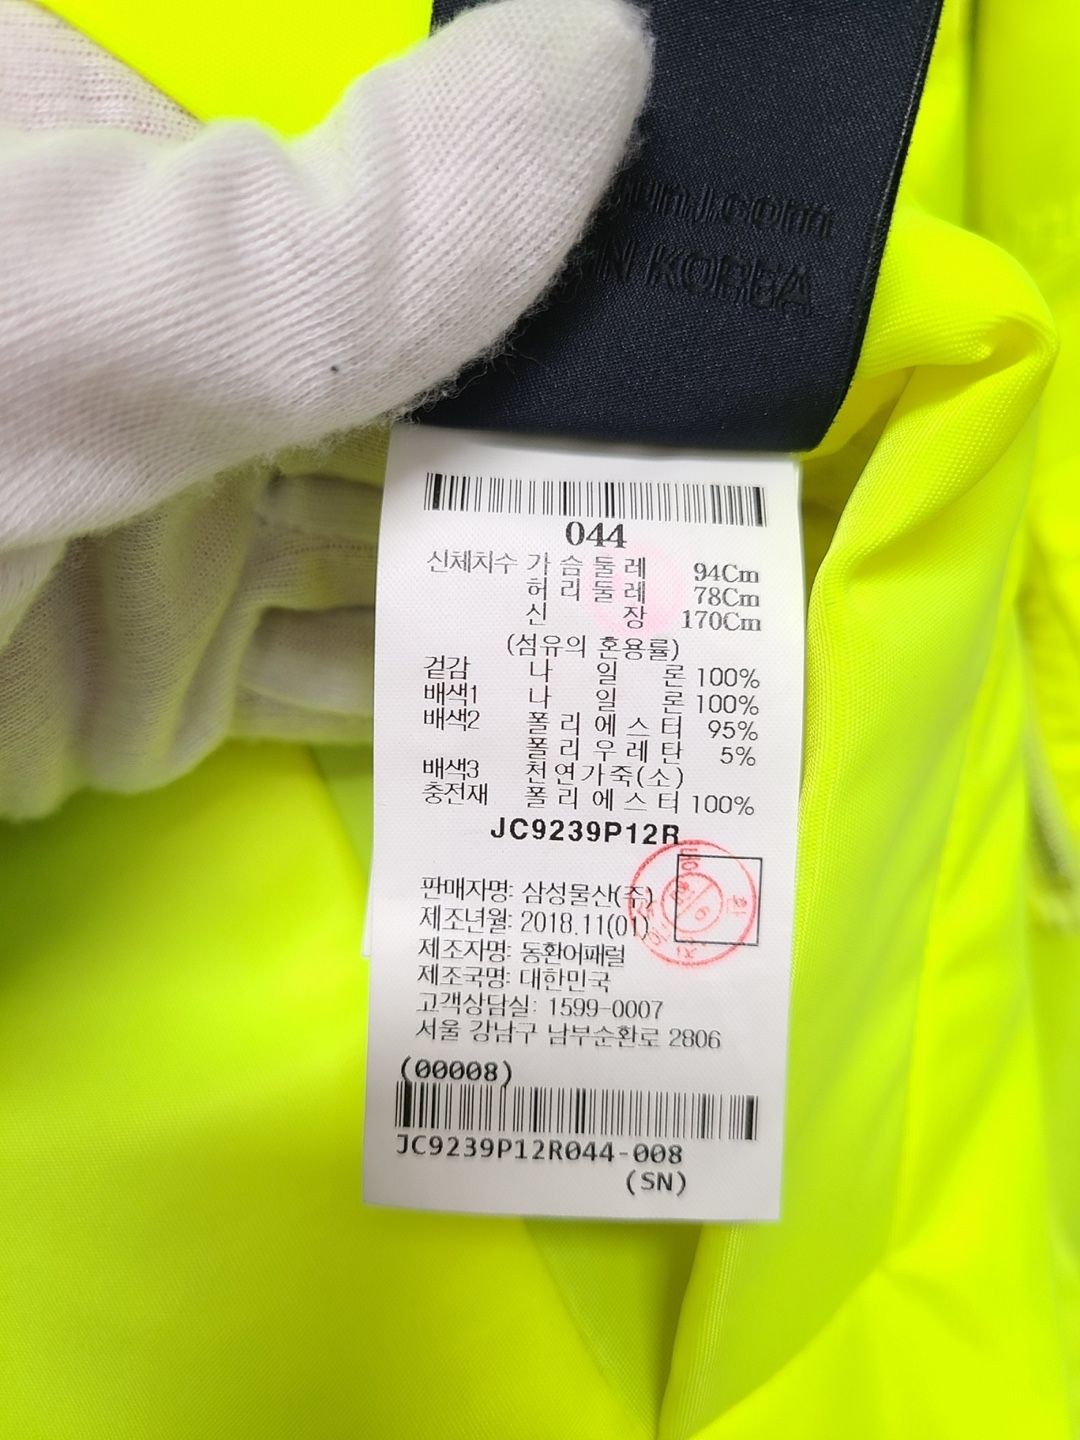 IN KOREA
044
신체치수 가슴둘레 94Cm
허리둘레 78Cm
신 장 170Cm
(섬유의 혼용률)
겉감 나 일 론 100%
배색1 나 일 론 100%
배색2 폴리에스터 95%
폴리우레탄 5%
배색3 천연가죽(소)
충전재 폴리에스터 100%
JC9239P12R
판매자명: 삼성물산(주)
제조년월: 2018.11(01)
제조자명: 동환어패럴
제조국명: 대한민국
고객상담실: 1599-0007
서울 강남구 남부순환로 2806
(00008)
JC9239P12R044-008
(SN)